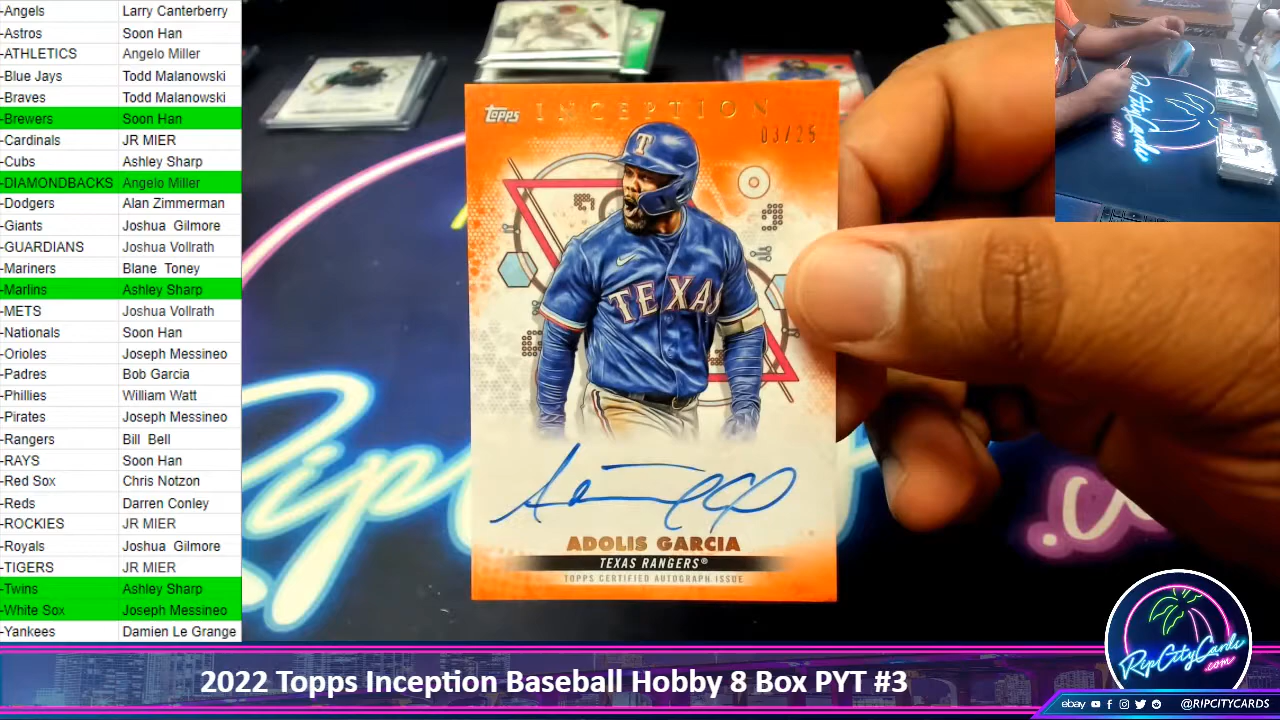 -Angels Larry Canterberry
-Astros Soon Han
-ATHLETICS Angelo Miller
-Blue Jays Todd Malanowski
-Braves Todd Malanowski
-Brewers Soon Han
-Cardinals JR MIER
-Cubs Ashley Sharp
-DIAMONDBACKS Angelo Miller
-Dodgers Alan Zimmerman
-Giants Joshua Gilmore
-GUARDIANS Joshua Vollrath
-Mariners Blane Toney
-Marlins Ashley Sharp
-METS Joshua Vollrath
-Nationals Soon Han
-Orioles Joseph Messineo
-Padres Bob Garcia
-Phillies William Watt
-Pirates Joseph Messineo
-Rangers Bill Bell
-RAYS Soon Han
-Red Sox Chris Notzon
-Reds Darren Conley
-ROCKIES JR MIER
-Royals Joshua Gilmore
-TIGERS JR MIER
-Twins Ashley Sharp
-White Sox Joseph Messineo
-Yankees Damien Le Grange
TOPPS INCEPTION
03/25
T
TEXAS
ADOLIS GARCIA
TEXAS RANGERS®
TOPPS CERTIFIED AUTOGRAPH ISSUE
RipCityCards
.com
2022 Topps Inception Baseball Hobby 8 Box PYT #3
ebay @RIPCITYCARDS